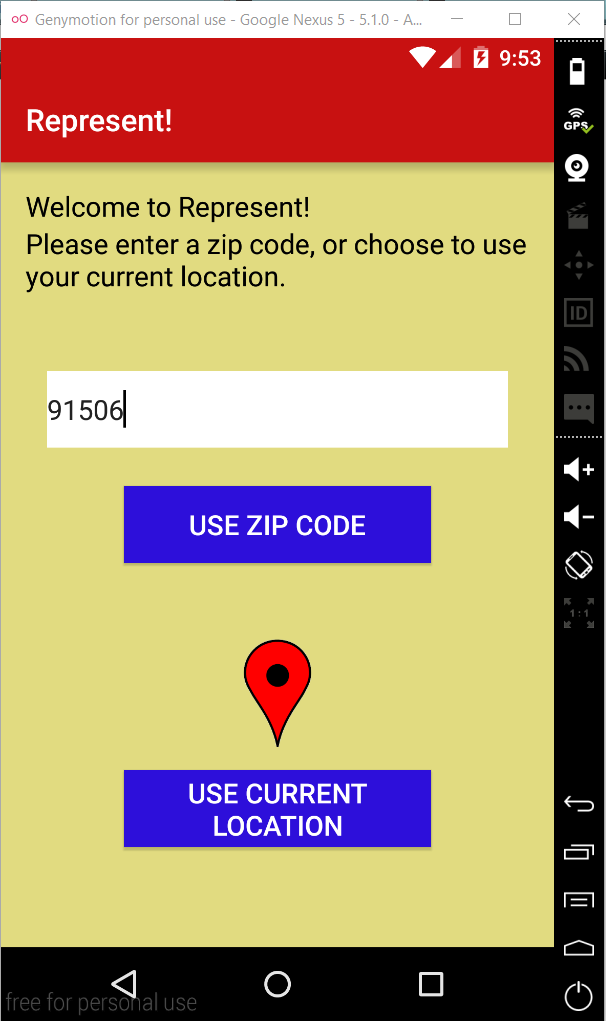 Genymotion for personal use - Google Nexus 5 - 5.1.0 - A...
9:53
Represent!
GPS
Welcome to Represent!
Please enter a zip code, or choose to use
your current location.
ID
91506
USE ZIP CODE
1:1
USE CURRENT
LOCATION
free for personal use